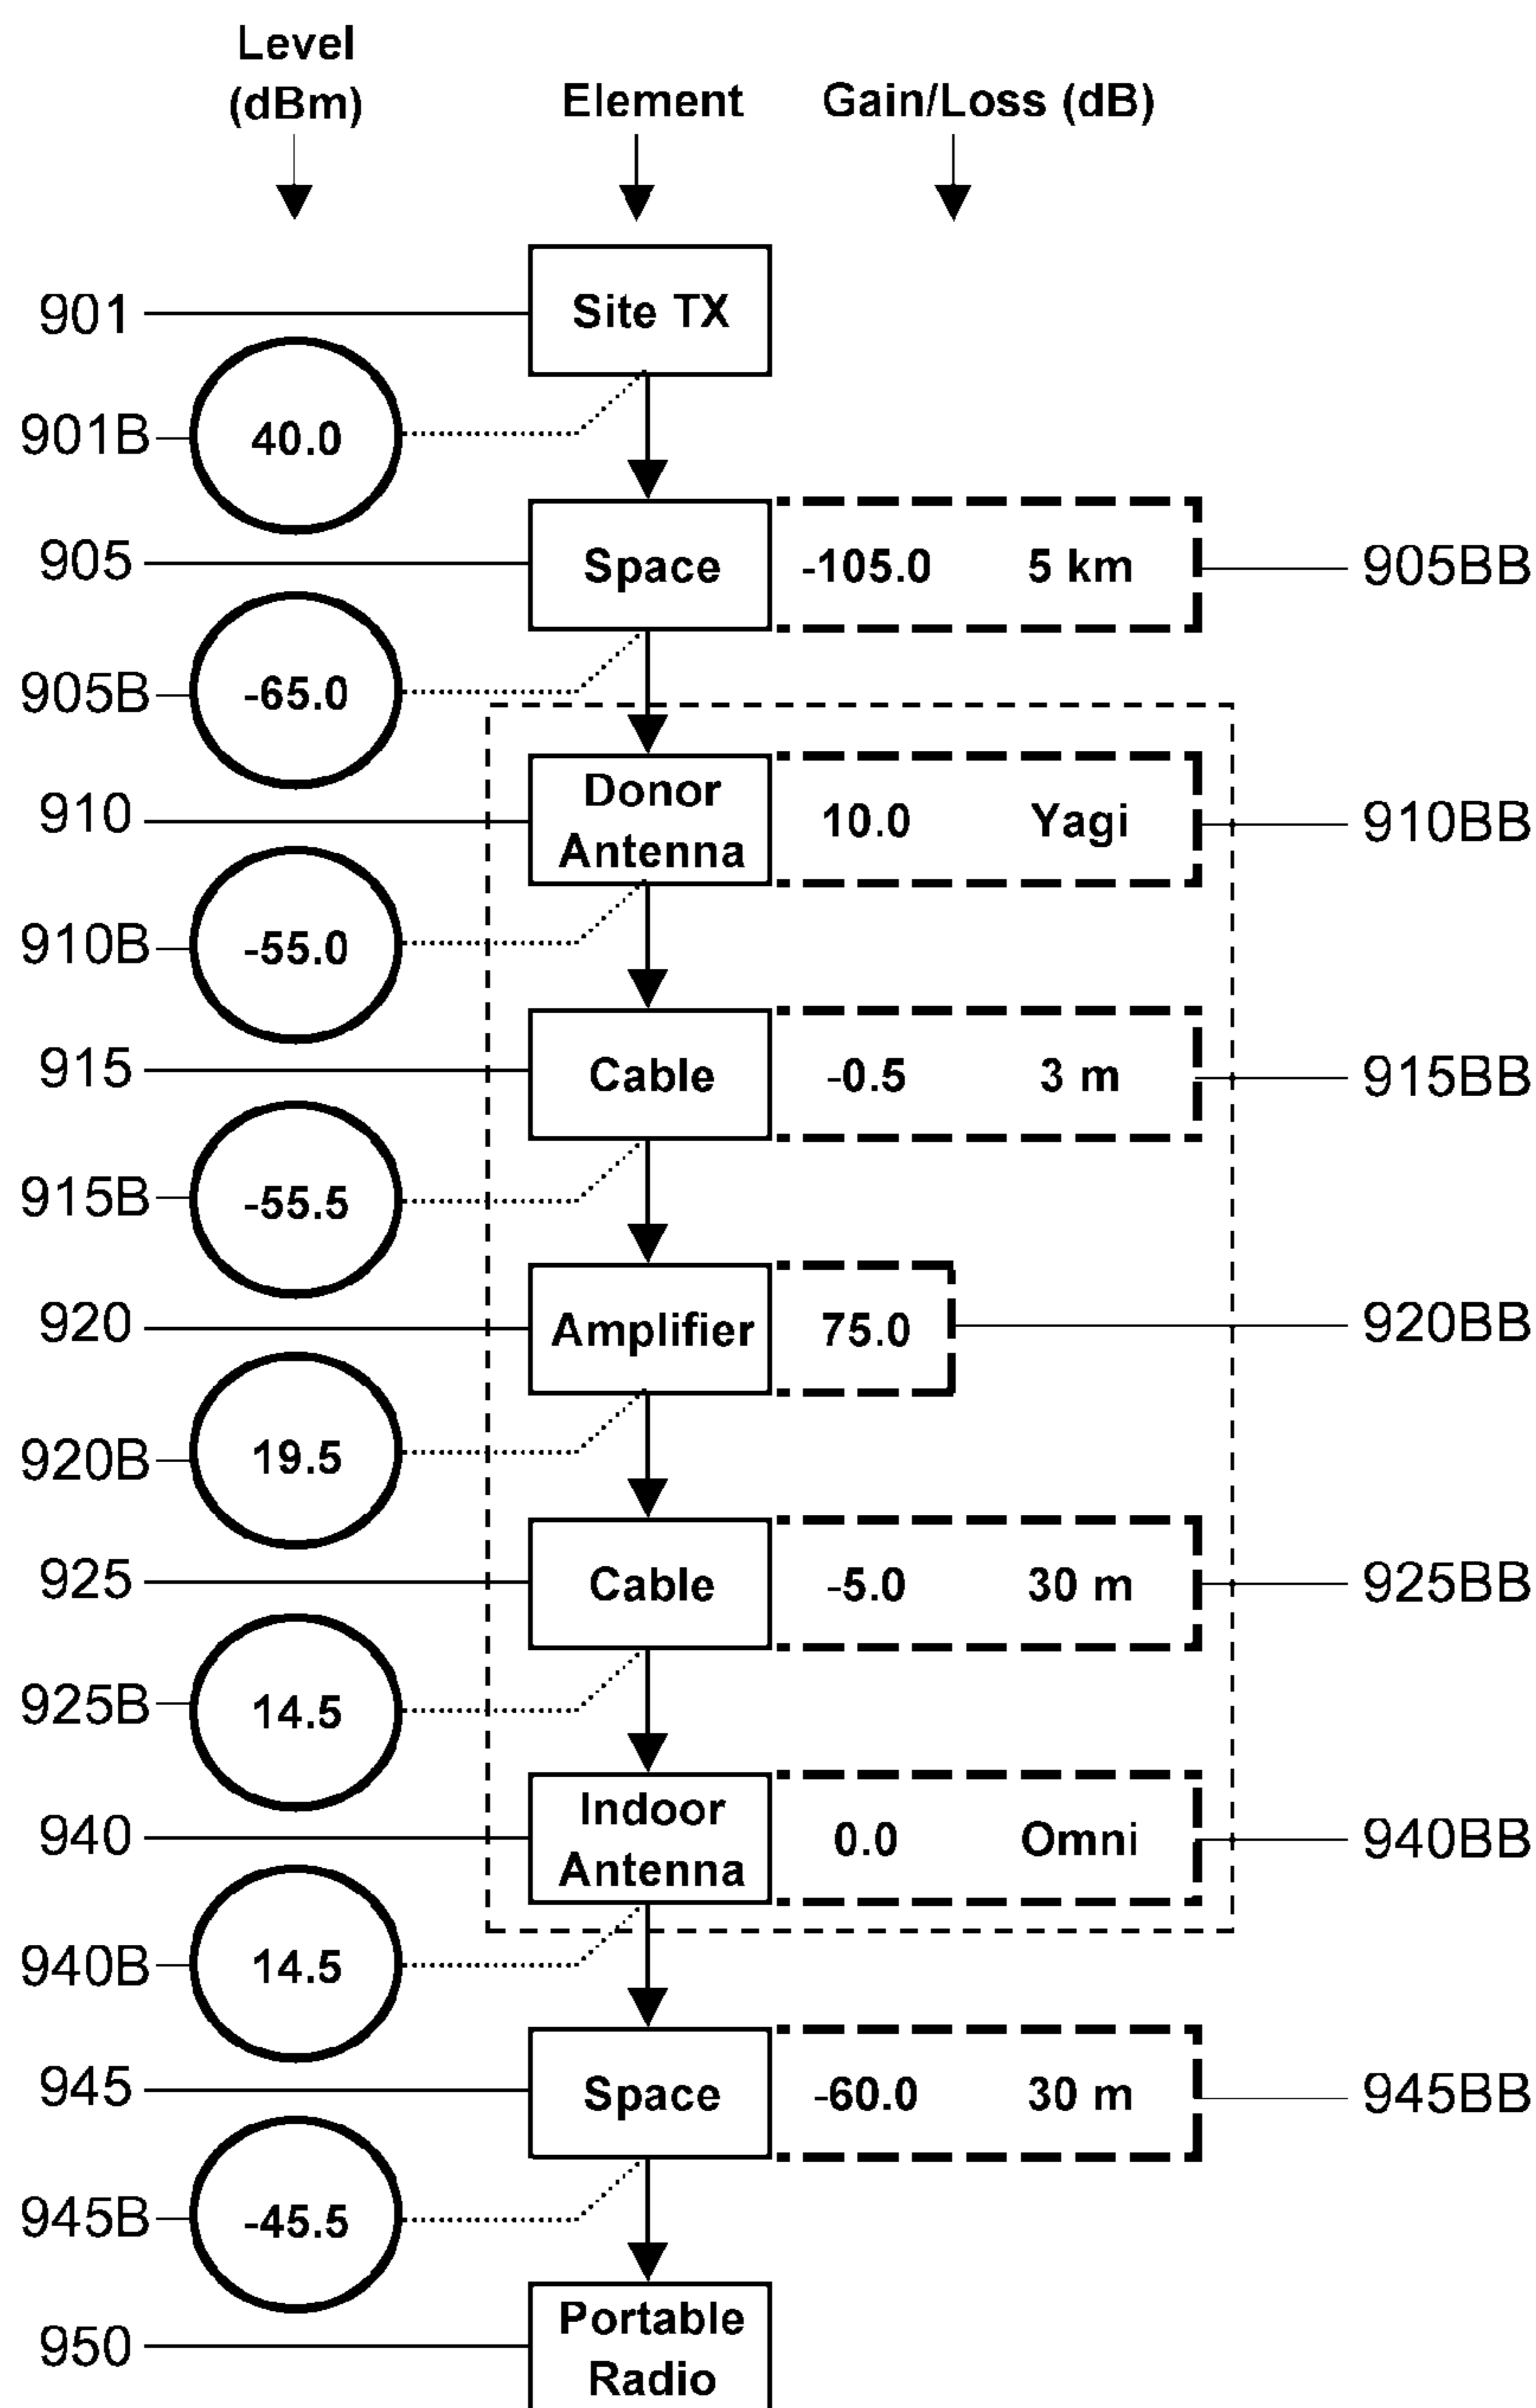 Level
(dBm) Element Gain/Loss (dB)
901 Site TX
901B 40.0
905 Space -105.0 5 km 905BB
905B -65.0
910 Donor Antenna 10.0 Yagi 910BB
910B -55.0
915 Cable -0.5 3 m 915BB
915B -55.5
920 Amplifier 75.0 920BB
920B 19.5
925 Cable -5.0 30 m 925BB
925B 14.5
940 Indoor Antenna 0.0 Omni 940BB
940B 14.5
945 Space -60.0 30 m 945BB
945B -45.5
950 Portable
Radio